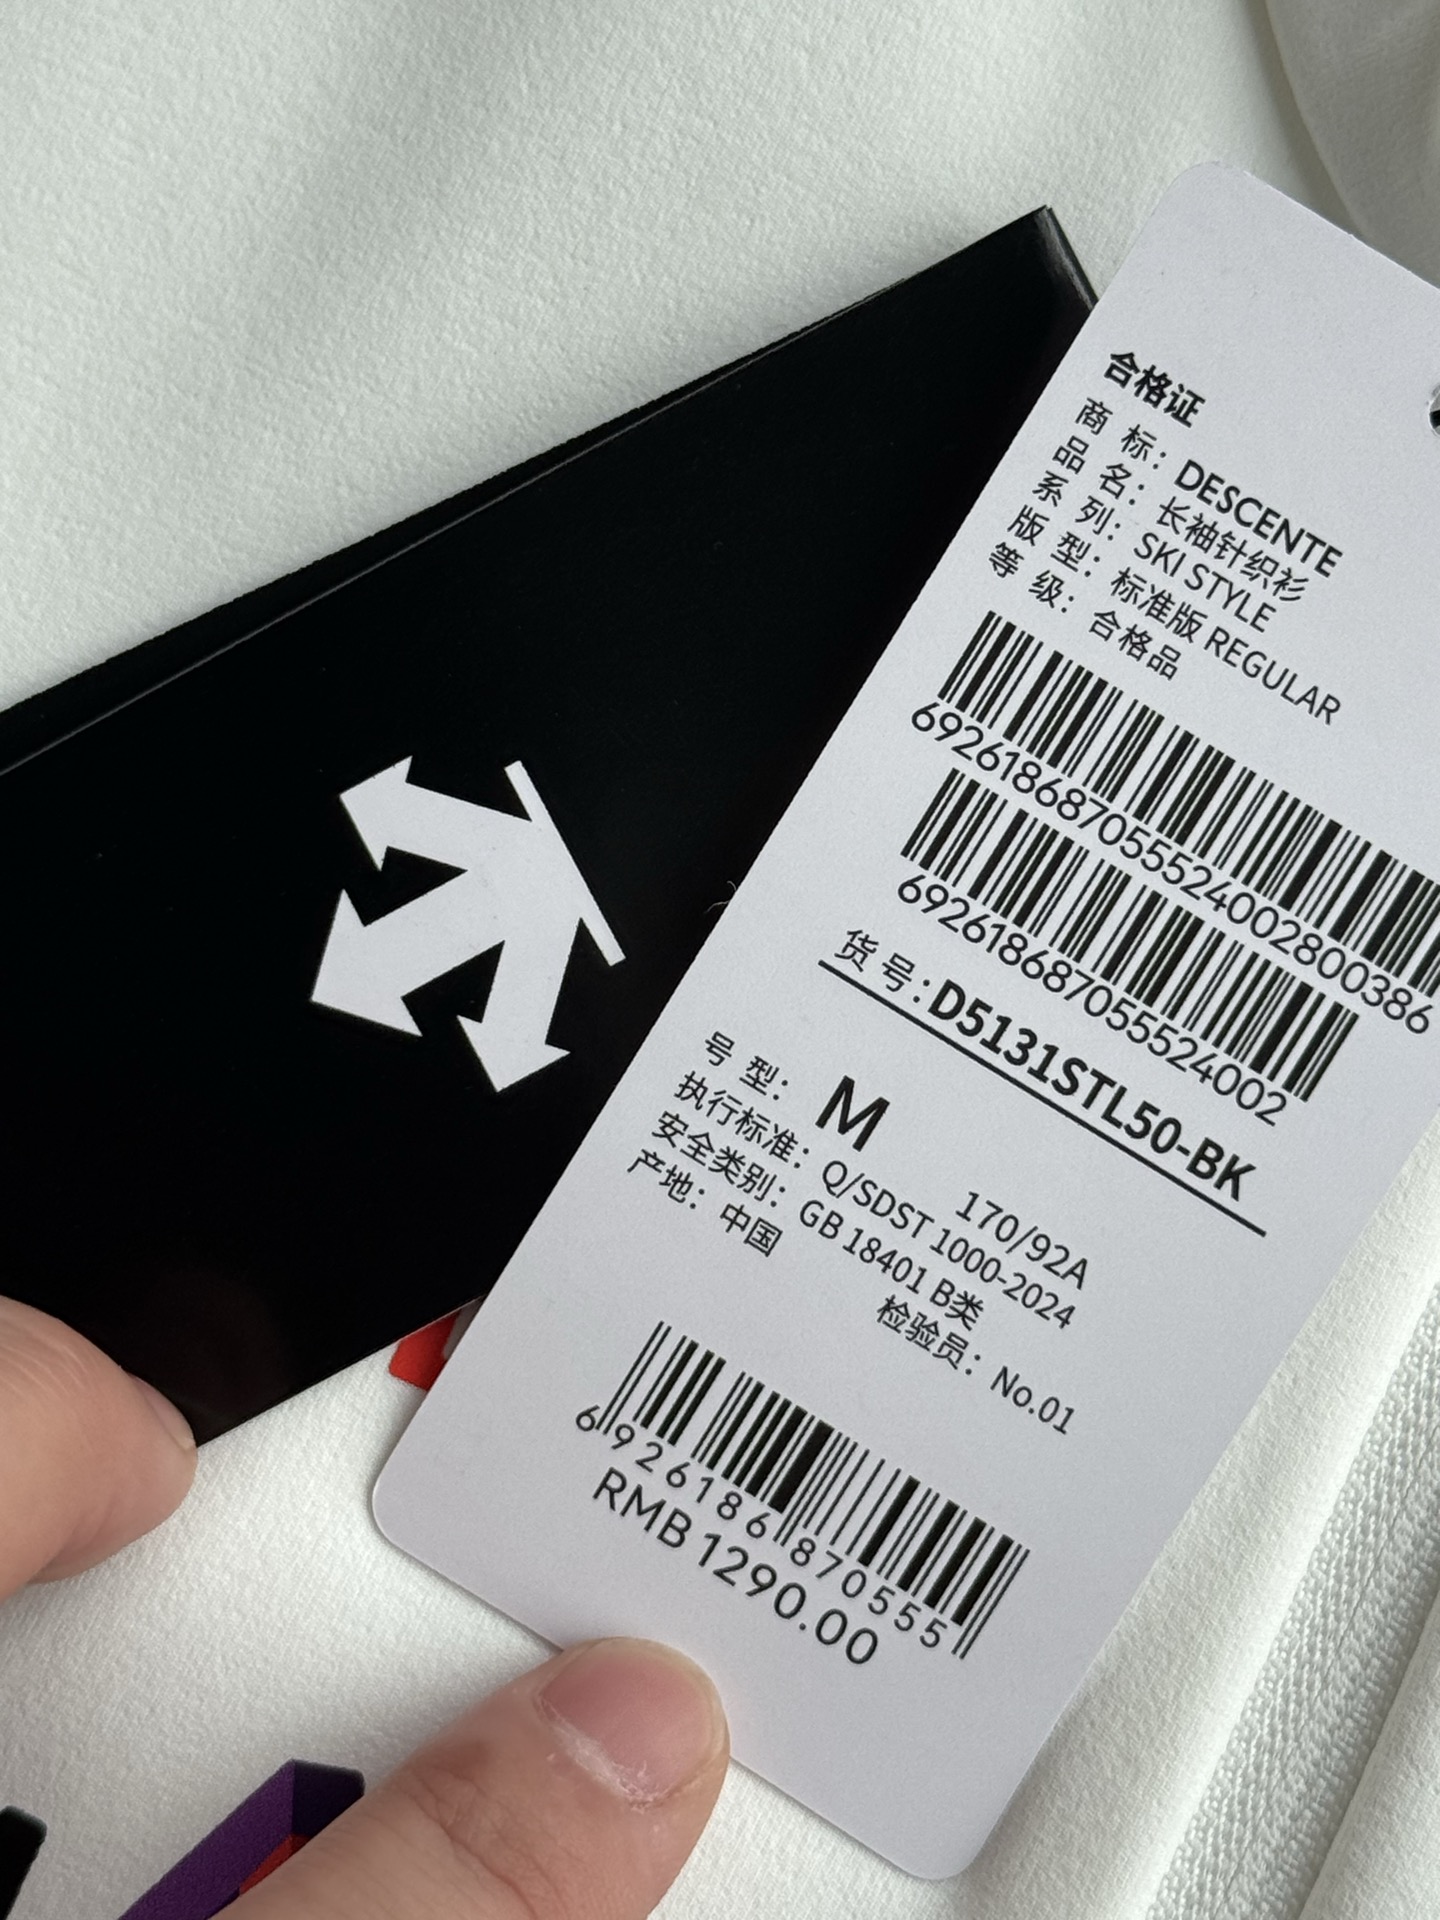 合格证
商 标：DESCENTE
品 名：长袖针织衫
系 列：SKI STYLE
版 型：标准版 REGULAR
等 级：合格品
692618687055524002800386
692618687055524002
货 号：D5131STL50-BK
号 型： M 170/92A
执行标准：Q/SDST 1000-2024
安全类别：GB 18401 B类
产地：中国 检验员：No.01
6926186870555
RMB 1290.00